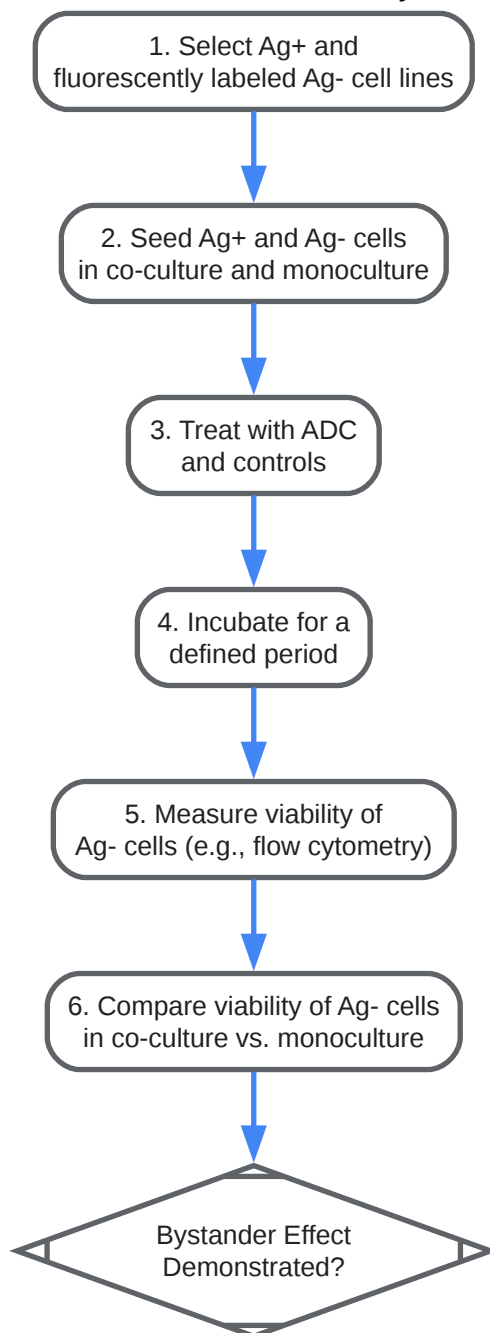 1. Select Ag+ and
fluorescently labeled Ag- cell lines
2. Seed Ag+ and Ag- cells
in co-culture and monoculture
3. Treat with ADC
and controls
4. Incubate for a
defined period
5. Measure viability of
Ag- cells (e.g., flow cytometry)
6. Compare viability of Ag- cells
in co-culture vs. monoculture
Bystander Effect
Demonstrated?